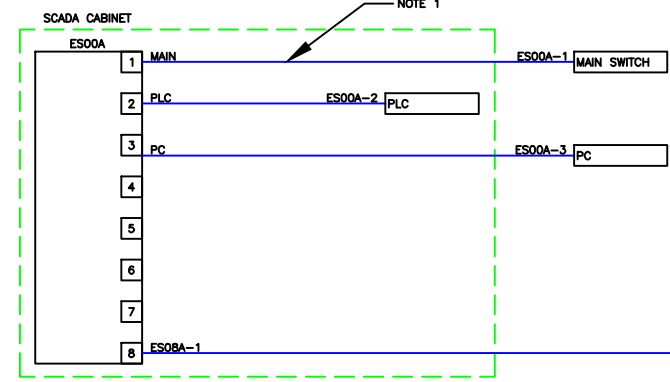 NOTE 1
SCADA CABINET
ES00A
1 MAIN ES00A-1 MAIN SWITCH
2 PLC ES00A-2 PLC
3 PC ES00A-3 PC
4
5
6
7
8 ES08A-1